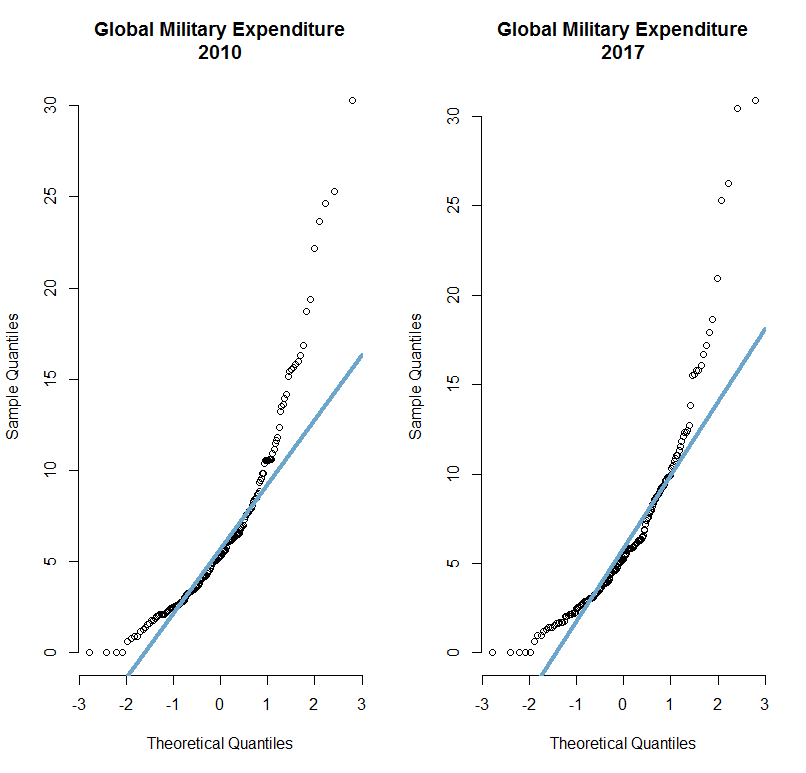 Global Military Expenditure
2010
Sample Quantiles
30
25
20
15
10
5
0
-3 -2 -1 0 1 2 3
Theoretical Quantiles
Global Military Expenditure
2017
Sample Quantiles
30
25
20
15
10
5
0
-3 -2 -1 0 1 2 3
Theoretical Quantiles